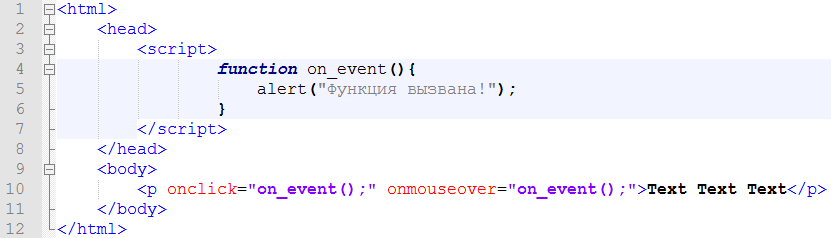 1 <html>
2 <head>
3 <script>
4 function on_event(){
5 alert("Функция вызвана!");
6 }
7 </script>
8 </head>
9 <body>
10 <p onclick="on_event();" onmouseover="on_event();">Text Text Text</p>
11 </body>
12 </html>